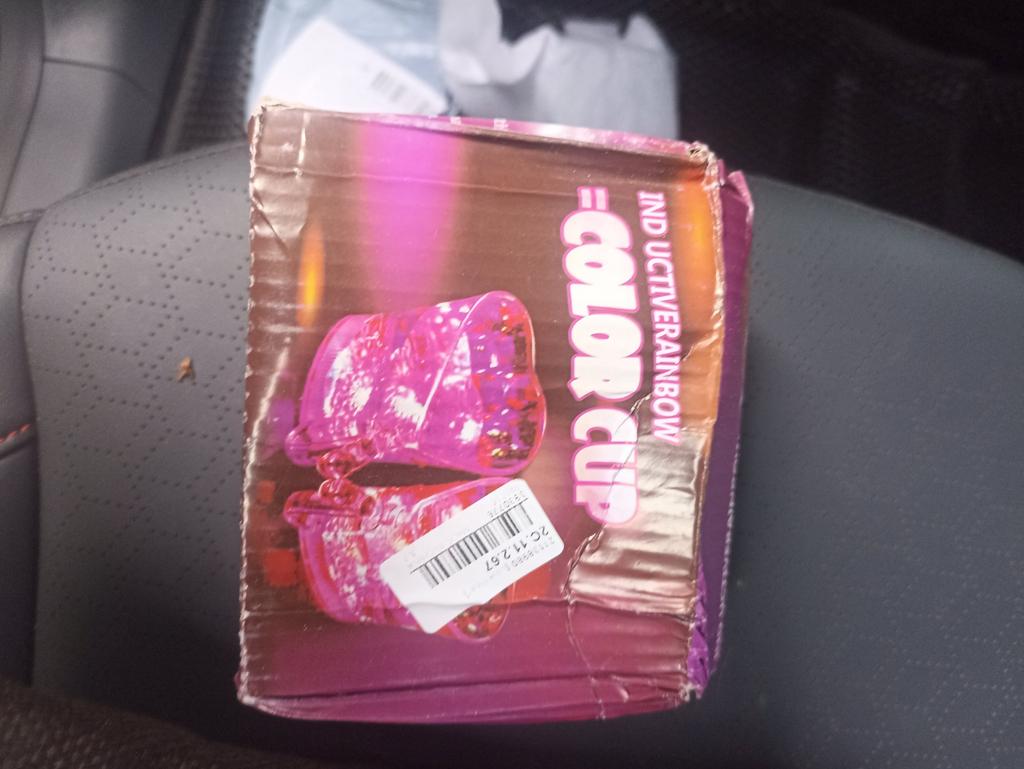 IND UCTIVERAINBOW
=COLOR CUP
2C.11.2.67